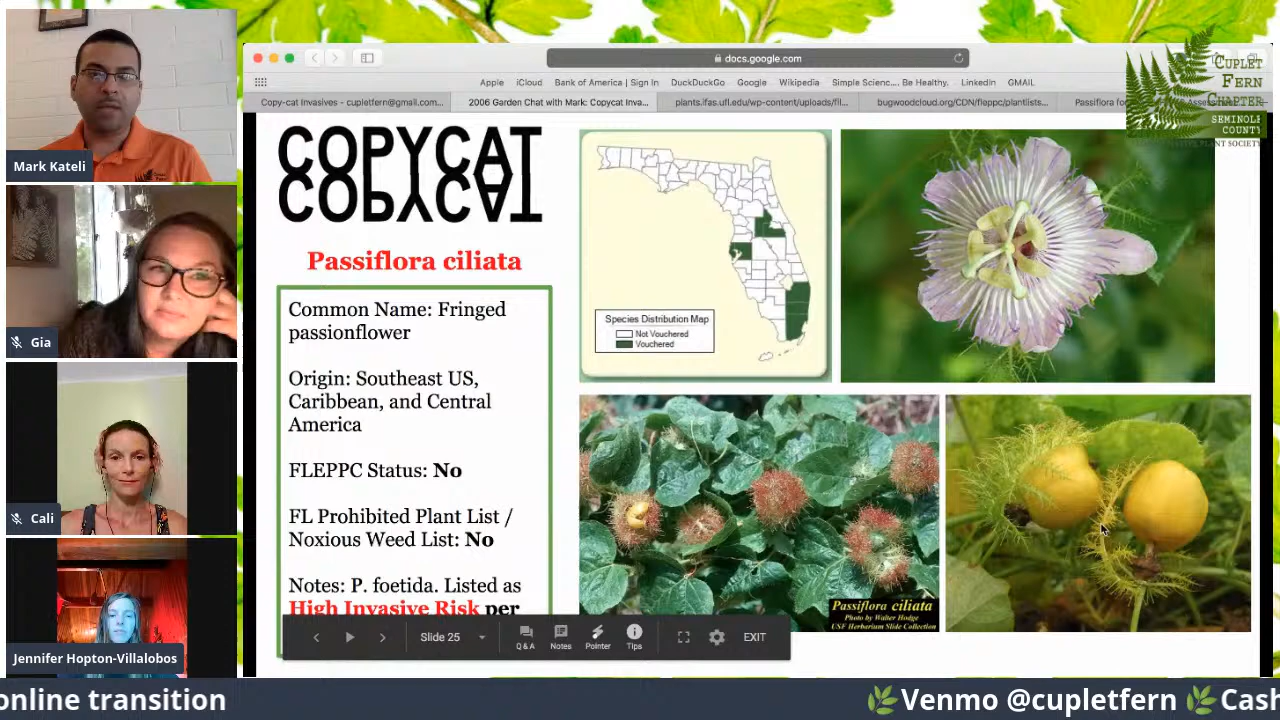 Mark Kateli
Gia
Cali
Jennifer Hopton-Villalobos
docs.google.com
Apple iCloud Bank of America | Sign In DuckDuckGo Google Wikipedia Simple Scienc.... Be Healthy. LinkedIn GMAIL
Copy-cat Invasives - cupletfern@gmail.com... 2006 Garden Chat with Mark: Copycat Inva... plants.ifas.ufl.edu/wp-content/uploads/fil... bugwoodcloud.org/CDN/fleppc/plantlists... Passiflora fo
CUPLET
FERN
CHAPTER
SEMINOLE
COUNTY
COPYCAT
COPYCAT
Passiflora ciliata
Common Name: Fringed
passionflower
Origin: Southeast US,
Caribbean, and Central
America
FLEPPC Status: No
FL Prohibited Plant List /
Noxious Weed List: No
Notes: P. foetida. Listed as
High Invasive Risk per
Species Distribution Map
Not Vouchered
Vouchered
Passiflora ciliata
Photo by Walter Hodge
USF Herbarium Slide Collection
Slide 25
Q & A Notes Pointer Tips
EXIT
online transition
Venmo @cupletfern Cash